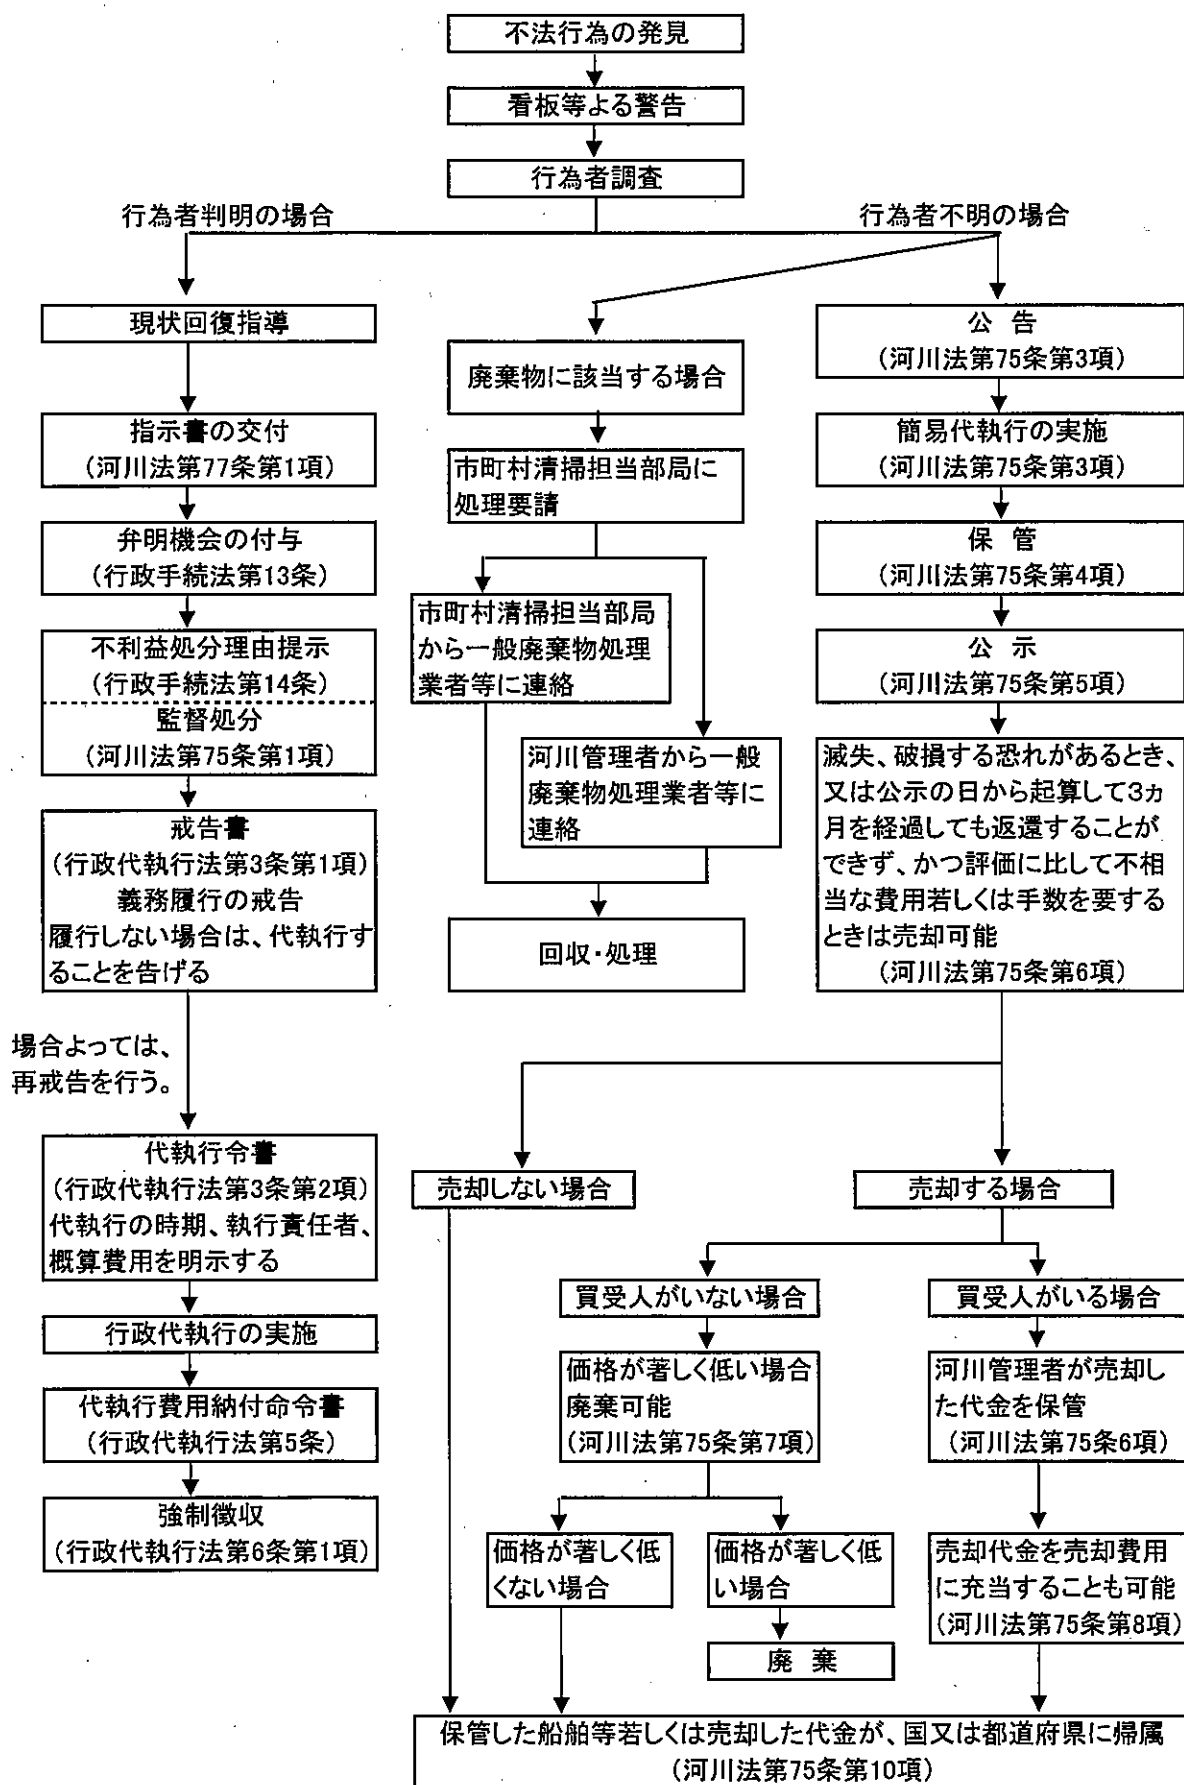 不法行為の発見
看板等よる警告
行為者調査
行為者判明の場合
行為者不明の場合
現状回復指導
指示書の交付
(河川法第77条第1項)
弁明機会の付与
(行政手続法第13条)
不利益処分理由提示
(行政手続法第14条)
監督処分
(河川法第75条第1項)
戒告書
(行政代執行法第3条第1項)
義務履行の戒告
履行しない場合は、代執行す
ることを告げる
場合よっては、
再戒告を行う。
代執行令書
(行政代執行法第3条第2項)
代執行の時期、執行責任者、
概算費用を明示する
行政代執行の実施
代執行費用納付命令書
(行政代執行法第5条)
強制徴収
(行政代執行法第6条第1項)
廃棄物に該当する場合
市町村清掃担当部局に
処理要請
市町村清掃担当部局
から一般廃棄物処理
業者等に連絡
河川管理者から一般
廃棄物処理業者等に
連絡
回収・処理
公 告
(河川法第75条第3項)
簡易代執行の実施
(河川法第75条第3項)
保 管
(河川法第75条第4項)
公 示
(河川法第75条第5項)
滅失、破損する恐れがあるとき、
又は公示の日から起算して3ヵ
月を経過しても返還することが
できず、かつ評価に比して不相
当な費用若しくは手数を要する
ときは売却可能
(河川法第75条第6項)
売却しない場合
売却する場合
買受人がいない場合
買受人がいる場合
価格が著しく低い場合
廃棄可能
(河川法第75条第7項)
河川管理者が売却し
た代金を保管
(河川法第75条6項)
価格が著しく低
くない場合
価格が著しく低
い場合
廃 棄
売却代金を売却費用
に充当することも可能
(河川法第75条第8項)
保管した船舶等若しくは売却した代金が、国又は都道府県に帰属
(河川法第75条第10項)